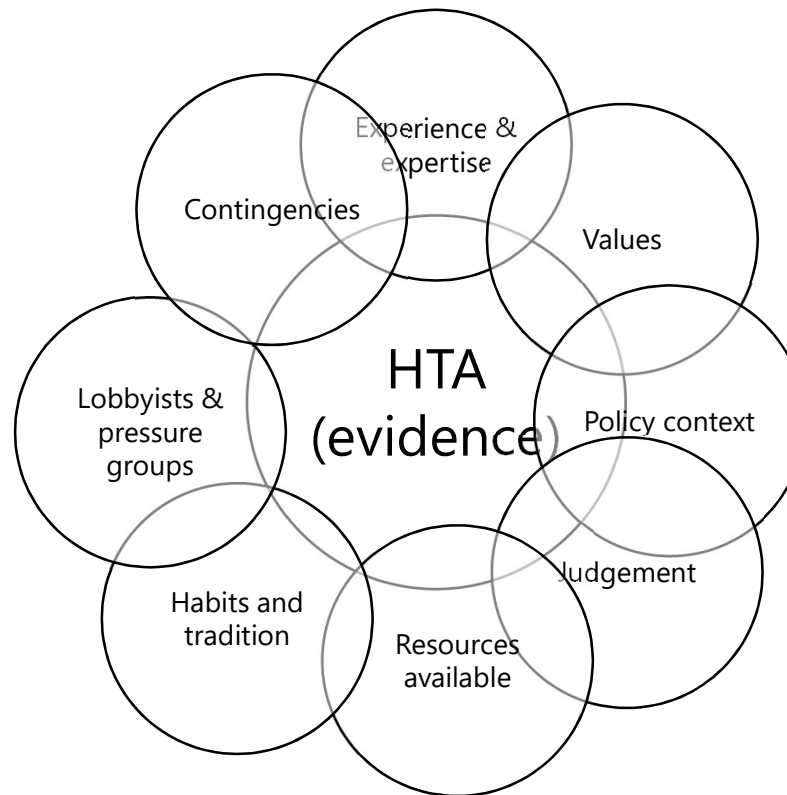 Experience &
expertise
Contingencies
Values
HTA
(evidence)
Lobbyists &
pressure
groups
Policy context
Judgement
Habits and
tradition
Resources
available